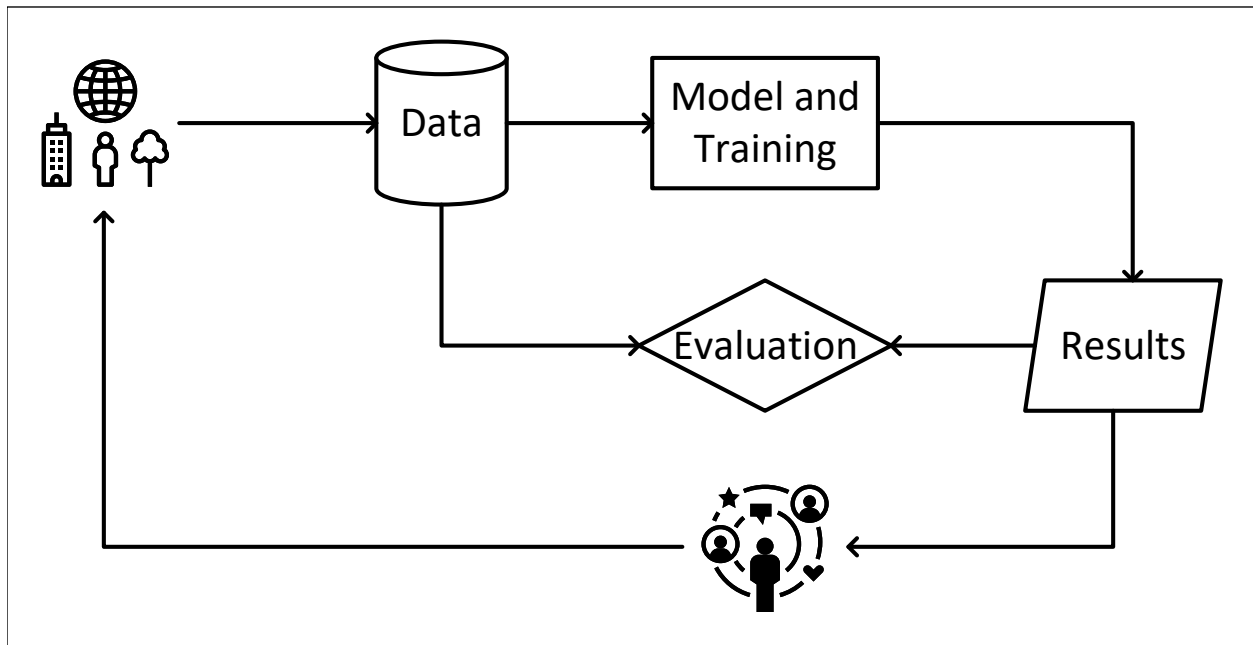 Data
Model and
Training
Evaluation
Results